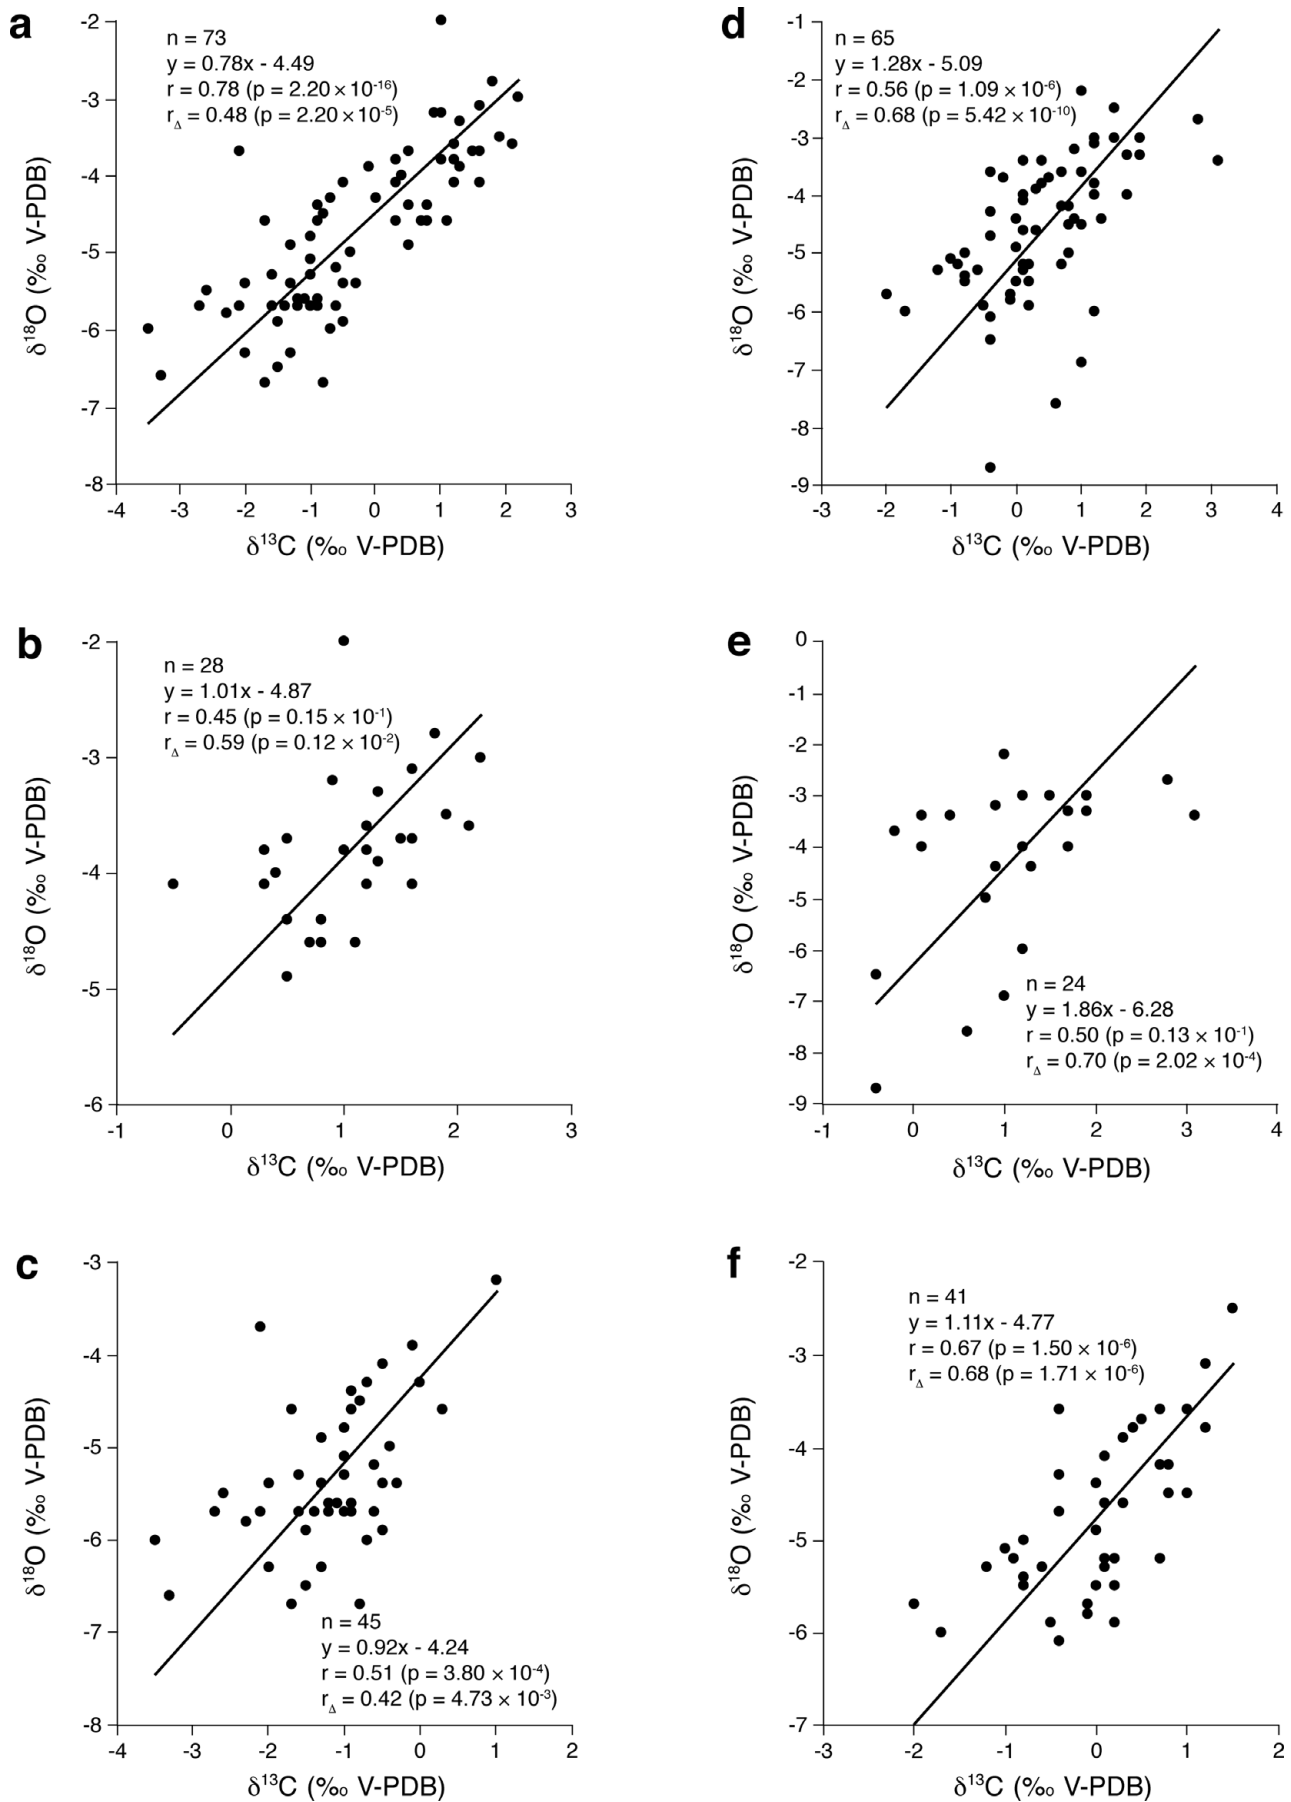 a
n = 73
y = 0.78x - 4.49
r = 0.78 (p = 2.20 × 10⁻¹⁶)
r_Δ = 0.48 (p = 2.20 × 10⁻⁵)
-2
-3
-4
-5
-6
-7
-8
δ¹⁸O (‰ V-PDB)
-4 -3 -2 -1 0 1 2 3
δ¹³C (‰ V-PDB)
d
n = 65
y = 1.28x - 5.09
r = 0.56 (p = 1.09 × 10⁻⁶)
r_Δ = 0.68 (p = 5.42 × 10⁻¹⁰)
-1
-2
-3
-4
-5
-6
-7
-8
-9
δ¹⁸O (‰ V-PDB)
-3 -2 -1 0 1 2 3 4
δ¹³C (‰ V-PDB)
b
n = 28
y = 1.01x - 4.87
r = 0.45 (p = 0.15 × 10⁻¹)
r_Δ = 0.59 (p = 0.12 × 10⁻²)
-2
-3
-4
-5
-6
δ¹⁸O (‰ V-PDB)
-1 0 1 2 3
δ¹³C (‰ V-PDB)
e
0
-1
-2
-3
-4
-5
-6
-7
-8
-9
δ¹⁸O (‰ V-PDB)
n = 24
y = 1.86x - 6.28
r = 0.50 (p = 0.13 × 10⁻¹)
r_Δ = 0.70 (p = 2.02 × 10⁻⁴)
-1 0 1 2 3 4
δ¹³C (‰ V-PDB)
c
-3
-4
-5
-6
-7
-8
δ¹⁸O (‰ V-PDB)
n = 45
y = 0.92x - 4.24
r = 0.51 (p = 3.80 × 10⁻⁴)
r_Δ = 0.42 (p = 4.73 × 10⁻³)
-4 -3 -2 -1 0 1 2
δ¹³C (‰ V-PDB)
f
n = 41
y = 1.11x - 4.77
r = 0.67 (p = 1.50 × 10⁻⁶)
r_Δ = 0.68 (p = 1.71 × 10⁻⁶)
-2
-3
-4
-5
-6
-7
δ¹⁸O (‰ V-PDB)
-3 -2 -1 0 1 2
δ¹³C (‰ V-PDB)